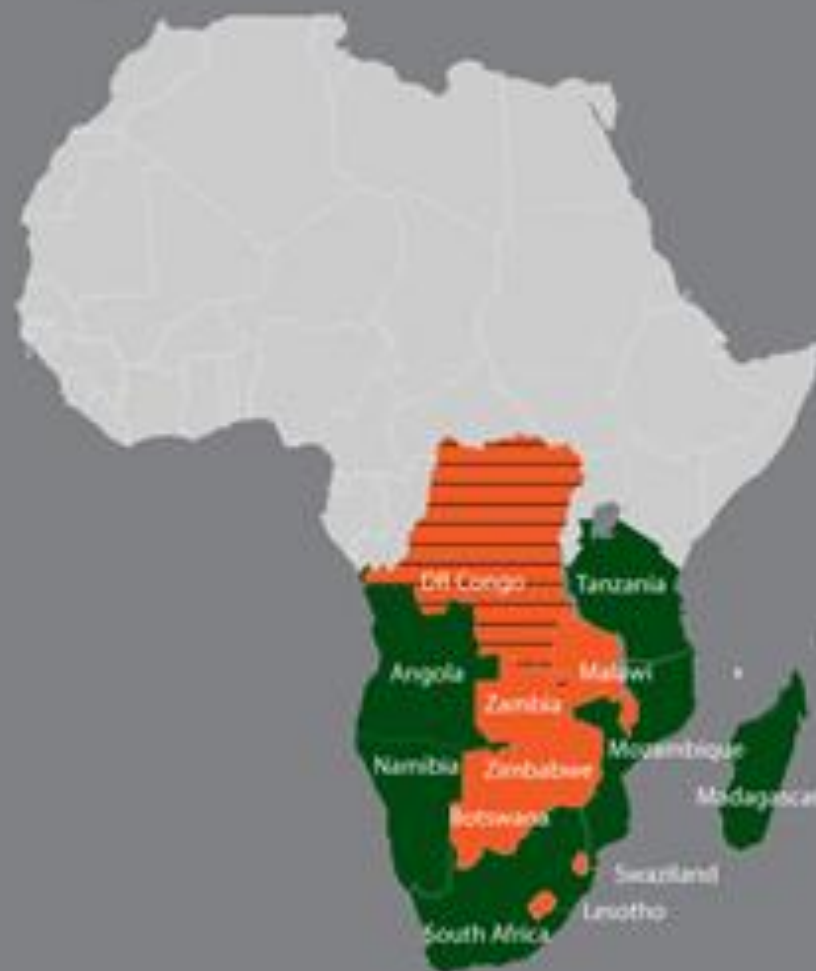 DR Congo
Tanzania
Angola
Malawi
Zambia
Mozambique
Namibia
Zimbabwe
Madagascar
Botswana
Swaziland
Lesotho
South Africa